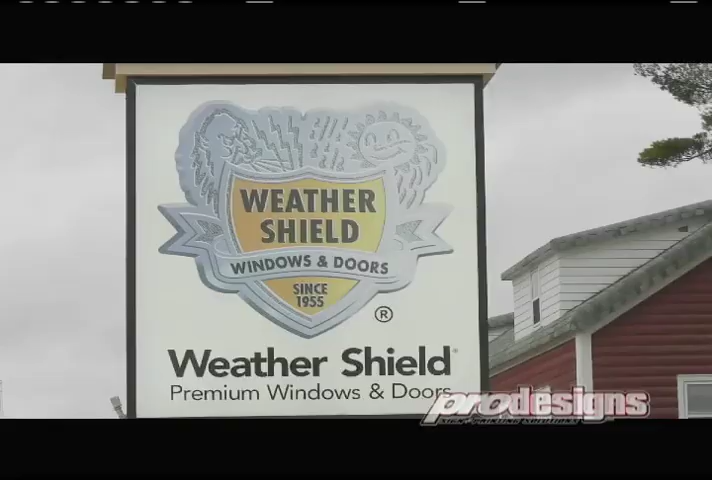 WEATHER
SHIELD
WINDOWS & DOORS
SINCE
1955
®
Weather Shield®
Premium Windows & Doors
prodesigns